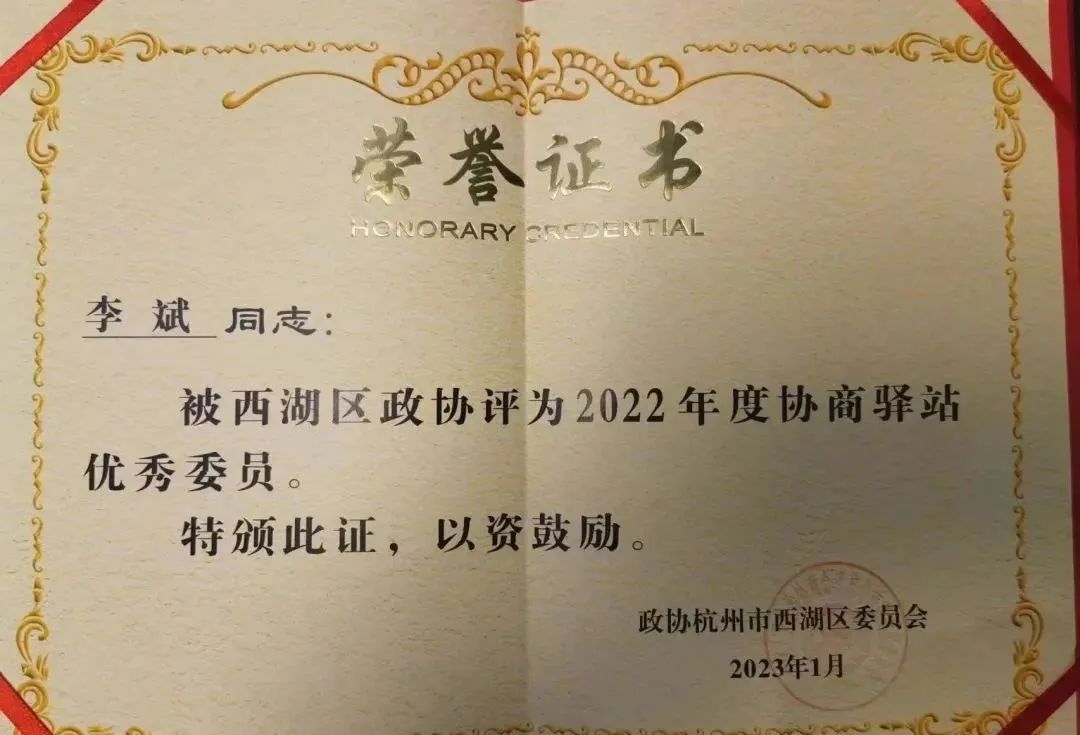 荣誉证书
HONORARY CREDENTIAL
李斌 同志：
被西湖区政协评为2022年度协商驿站
优秀委员。
特颁此证，以资鼓励。
政协杭州市西湖区委员会
2023年1月